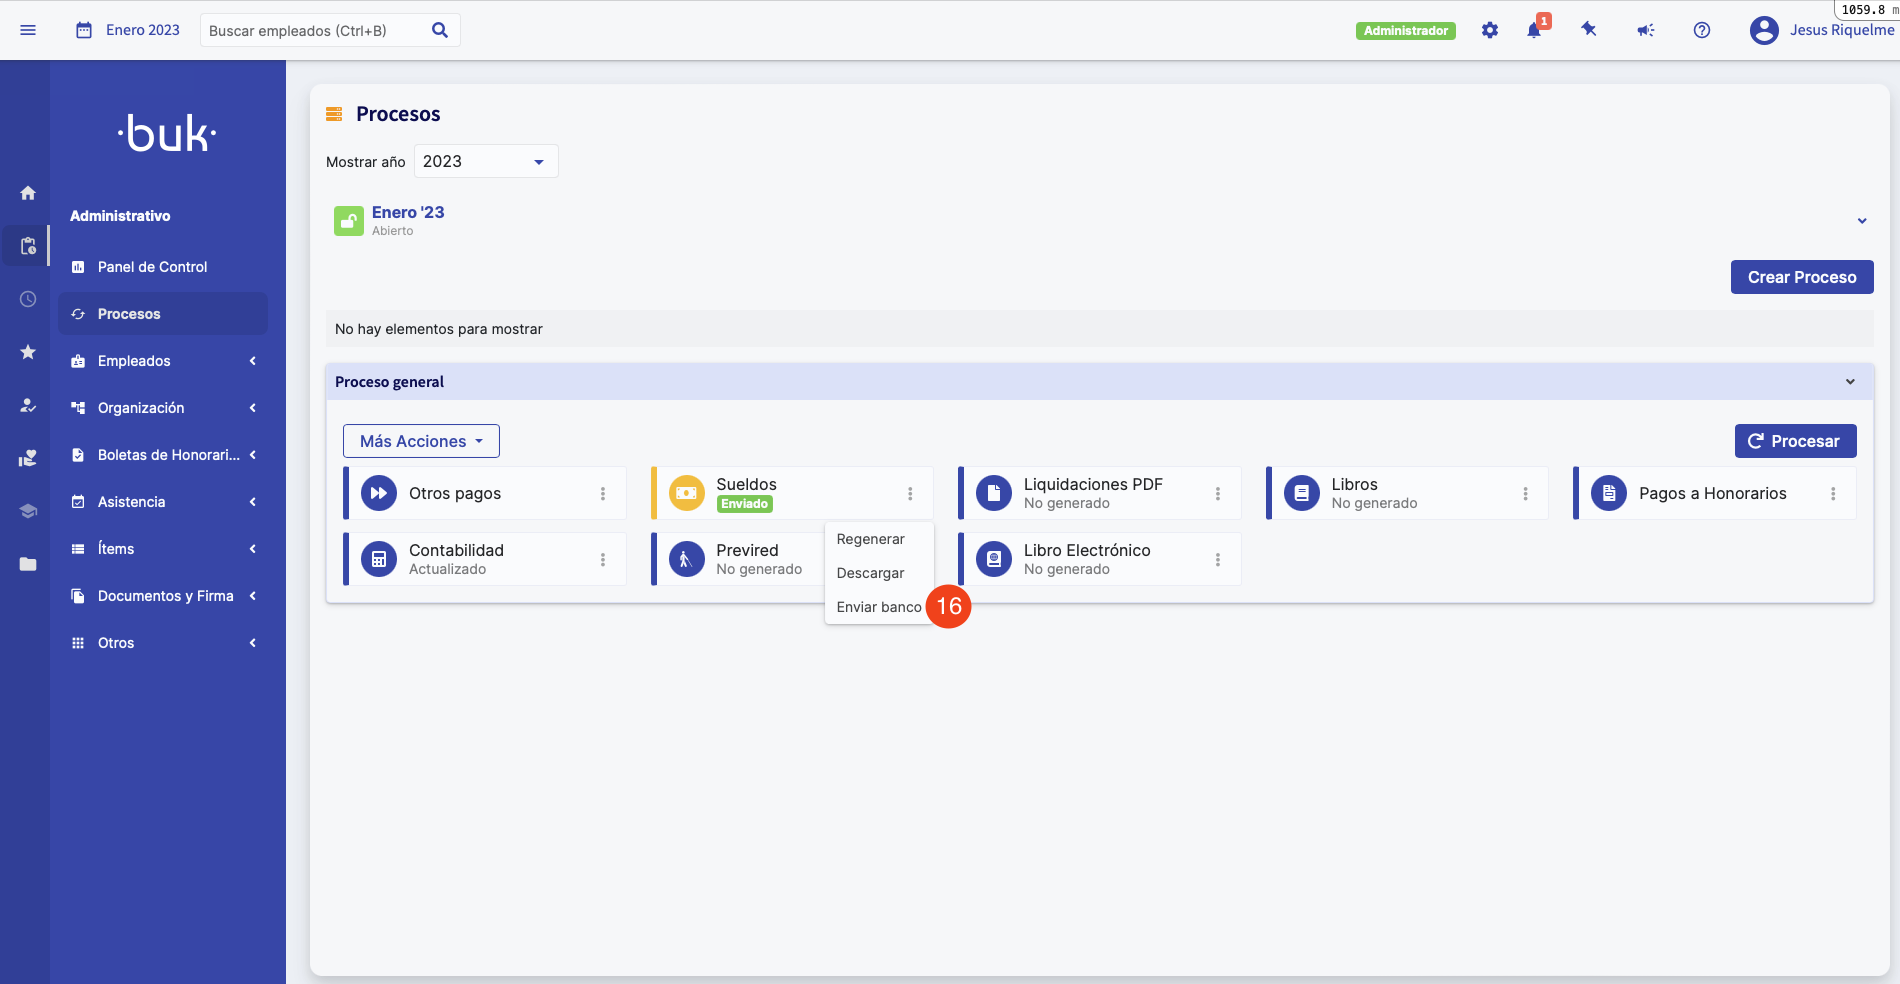 Enero 2023
Buscar empleados (Ctrl+B)
Administrador
1
1059.8 m
Jesus Riquelme
·buk·
Administrativo
Panel de Control
Procesos
Empleados
Organización
Boletas de Honorari...
Asistencia
Ítems
Documentos y Firma
Otros
Procesos
Mostrar año 2023
Enero '23
Abierto
Crear Proceso
No hay elementos para mostrar
Proceso general
Más Acciones
Procesar
Otros pagos
Sueldos
Enviado
Liquidaciones PDF
No generado
Libros
No generado
Pagos a Honorarios
Contabilidad
Actualizado
Previred
No generado
Libro Electrónico
No generado
Regenerar
Descargar
Enviar banco
16